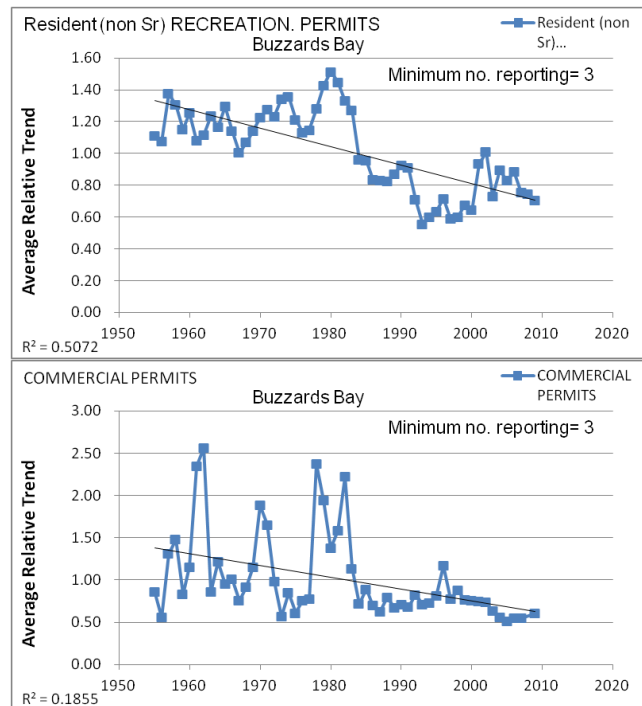 Resident (non Sr) RECREATION. PERMITS
Resident (non Sr)...
Buzzards Bay
Minimum no. reporting= 3
Average Relative Trend
1.60
1.40
1.20
1.00
0.80
0.60
0.40
0.20
0.00
1950 1960 1970 1980 1990 2000 2010 2020
R² = 0.5072
COMMERCIAL PERMITS
COMMERCIAL PERMITS
Buzzards Bay
Minimum no. reporting= 3
Average Relative Trend
3.00
2.50
2.00
1.50
1.00
0.50
0.00
1950 1960 1970 1980 1990 2000 2010 2020
R² = 0.1855